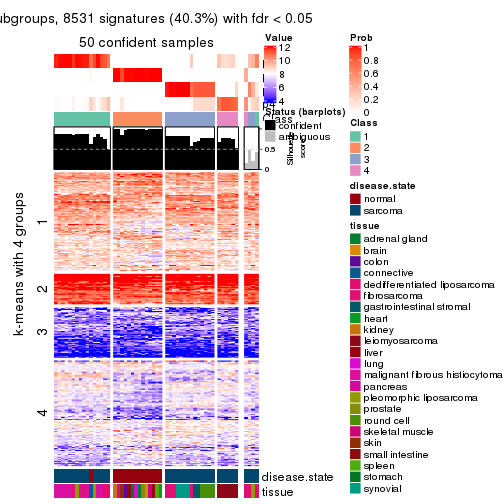 ubgroups, 8531 signatures (40.3%) with fdr < 0.05
50 confident samples
k-means with 4 groups
1
2
3
4
Class
0.5
0
Silhouette
score
disease.state
tissue
Value
12
10
8
6
4
Status (barplots)
confident
ambiguous
Prob
1
0.8
0.6
0.4
0.2
0
Class
1
2
3
4
disease.state
normal
sarcoma
tissue
adrenal gland
brain
colon
connective
dedifferentiated liposarcoma
fibrosarcoma
gastrointestinal stromal
heart
kidney
leiomyosarcoma
liver
lung
malignant fibrous histiocytoma
pancreas
pleomorphic liposarcoma
prostate
round cell
skeletal muscle
skin
small intestine
spleen
stomach
synovial